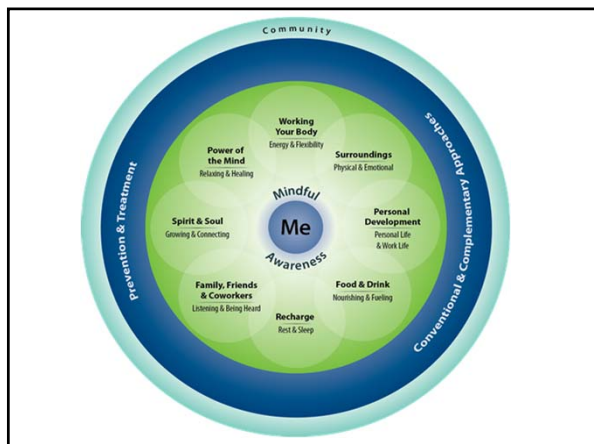 Community
Prevention & Treatment
Conventional & Complementary Approaches
Working
Your Body
Energy & Flexibility
Surroundings
Physical & Emotional
Personal
Development
Personal Life
& Work Life
Food & Drink
Nourishing & Fueling
Recharge
Rest & Sleep
Family, Friends
& Coworkers
Listening & Being Heard
Spirit & Soul
Growing & Connecting
Power of
the Mind
Relaxing & Healing
Mindful
Me
Awareness